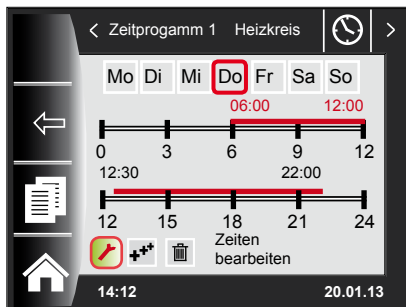 < Zeitprogamm 1 Heizkreis >
Mo Di Mi Do Fr Sa So
06:00 12:00
0 3 6 9 12
12:30 22:00
12 15 18 21 24
Zeiten
bearbeiten
14:12 20.01.13